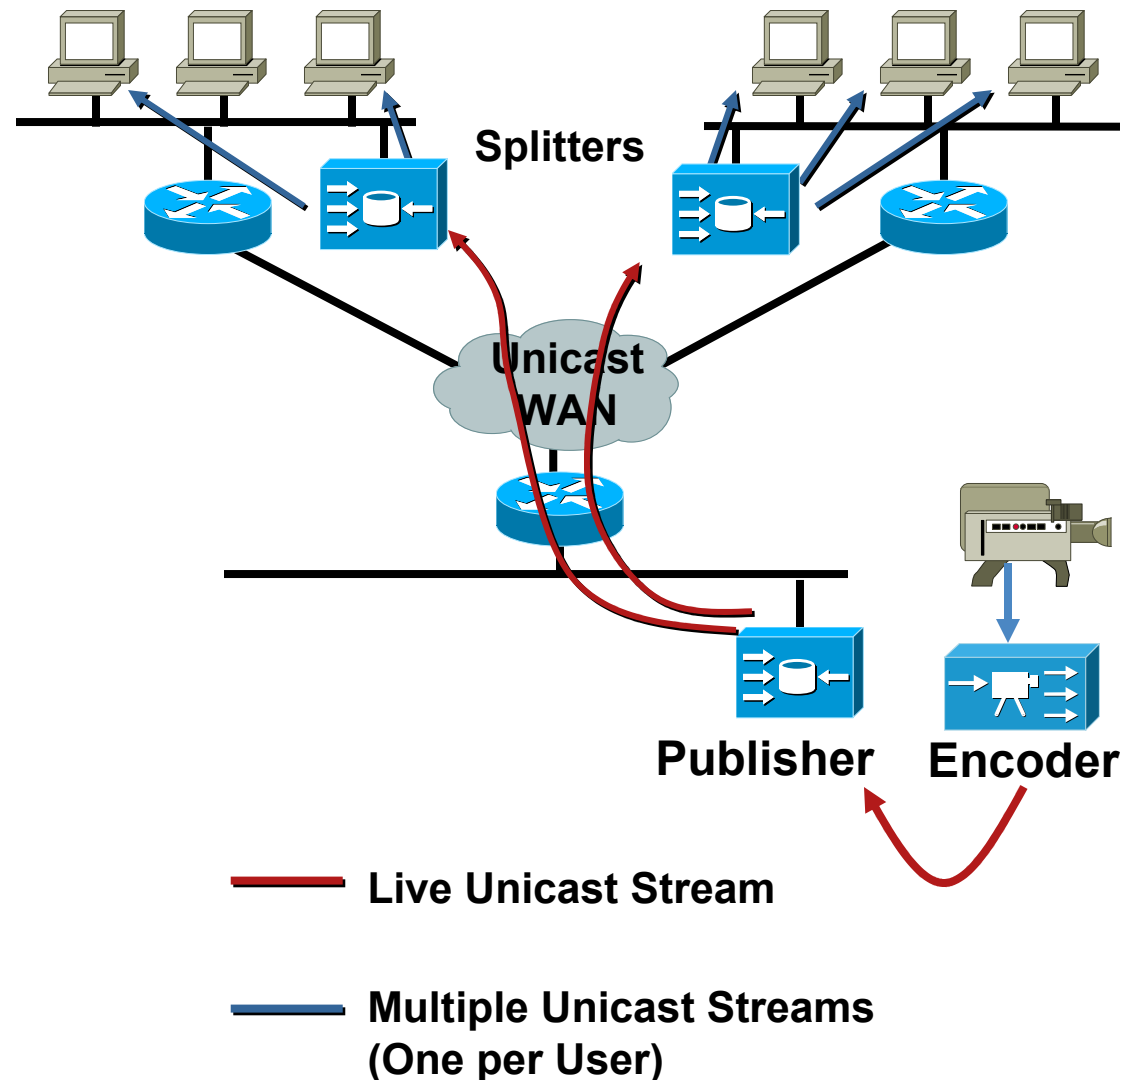 Splitters
Unicast
WAN
Publisher
Encoder
Live Unicast Stream
Multiple Unicast Streams
(One per User)